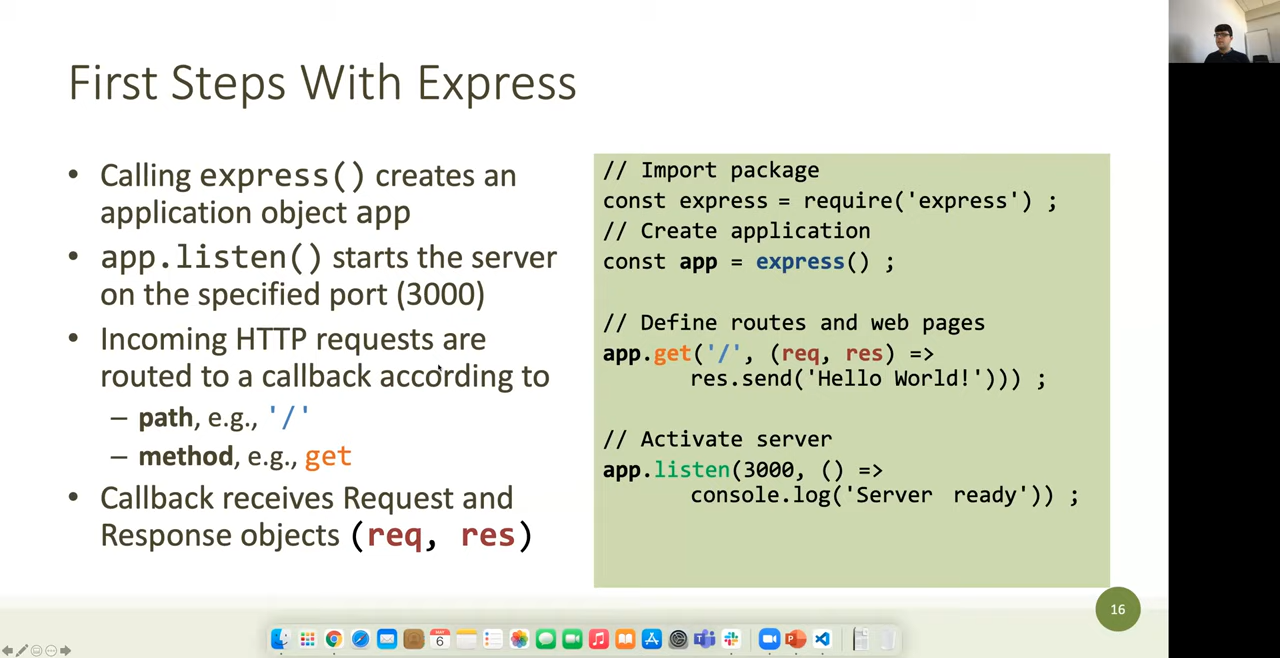 First Steps With Express
• Calling express() creates an
application object app
• app.listen() starts the server
on the specified port (3000)
• Incoming HTTP requests are
routed to a callback according to
– path, e.g., '/'
– method, e.g., get
• Callback receives Request and
Response objects (req, res)
// Import package
const express = require('express') ;
// Create application
const app = express() ;
// Define routes and web pages
app.get('/', (req, res) =>
res.send('Hello World!'))) ;
// Activate server
app.listen(3000, () =>
console.log('Server ready')) ;
16
MAY
6